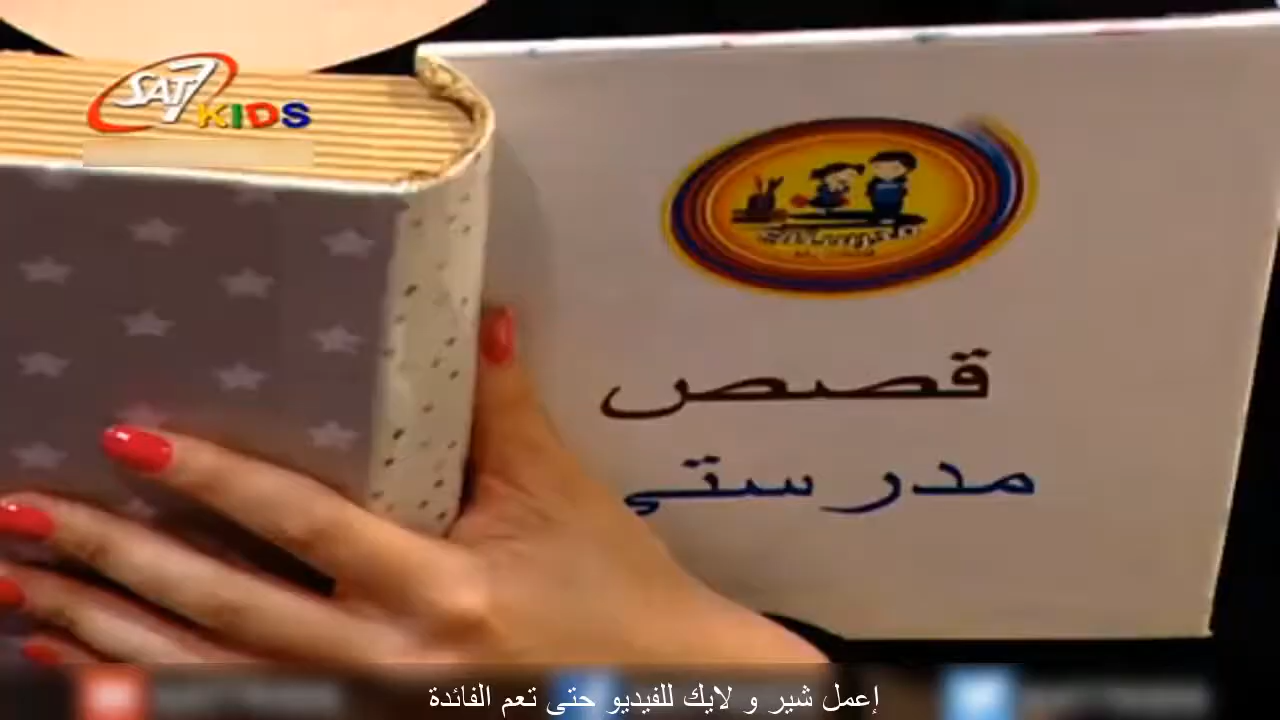 SAT7
KIDS
قصص
مدرستي
إعمل شير و لايك للفيديو حتى تعم الفائدة